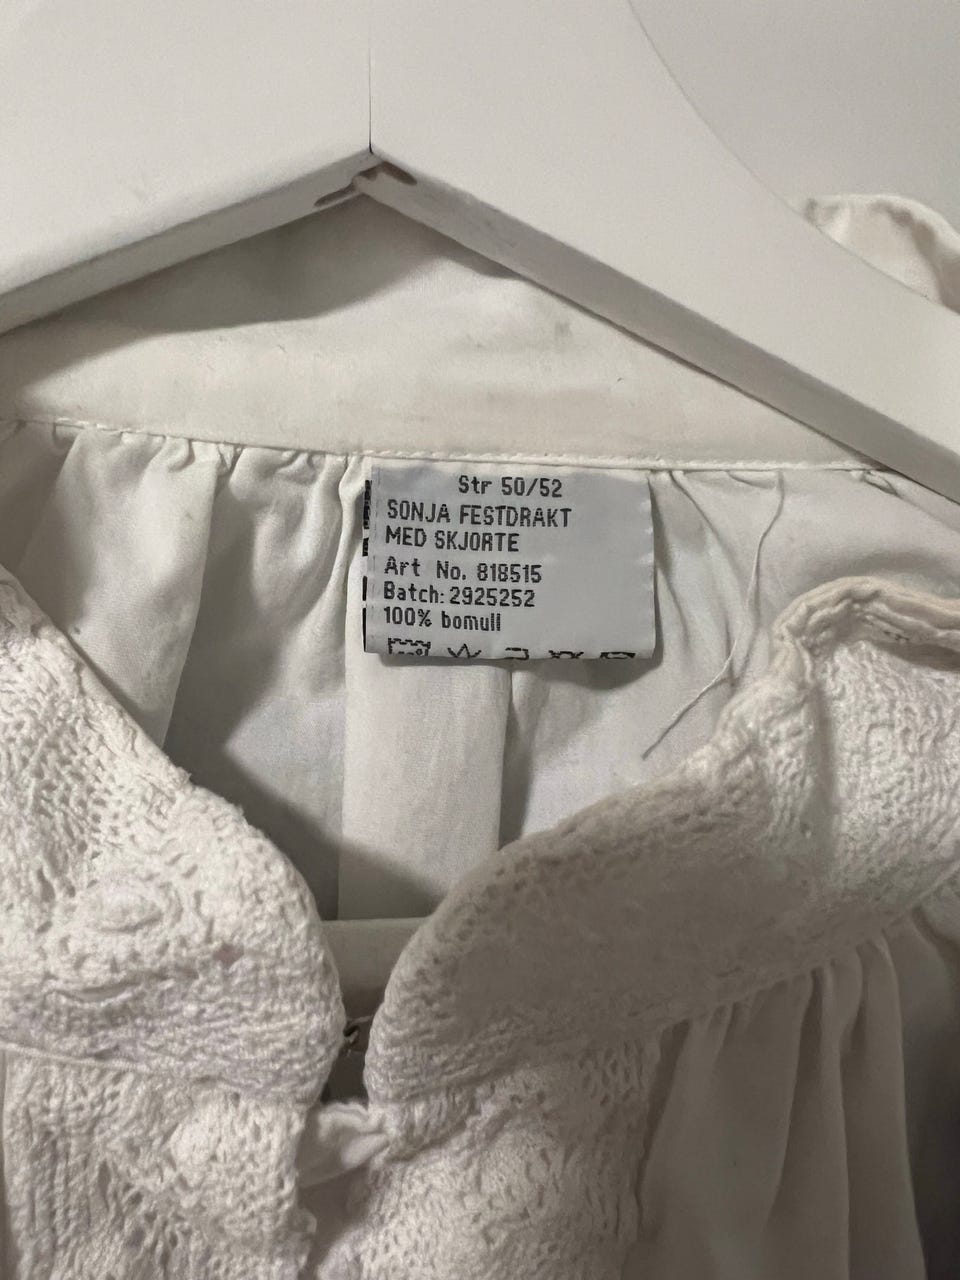 Str 50/52
SONJA FESTDRAKT
MED SKJORTE
Art No. 818515
Batch: 2925252
100% bomull